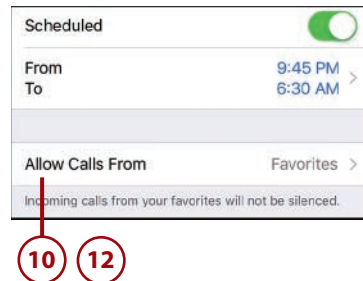 Scheduled
From 9:45 PM
To 6:30 AM >
Allow Calls From Favorites >
Incoming calls from your favorites will not be silenced.
10 12